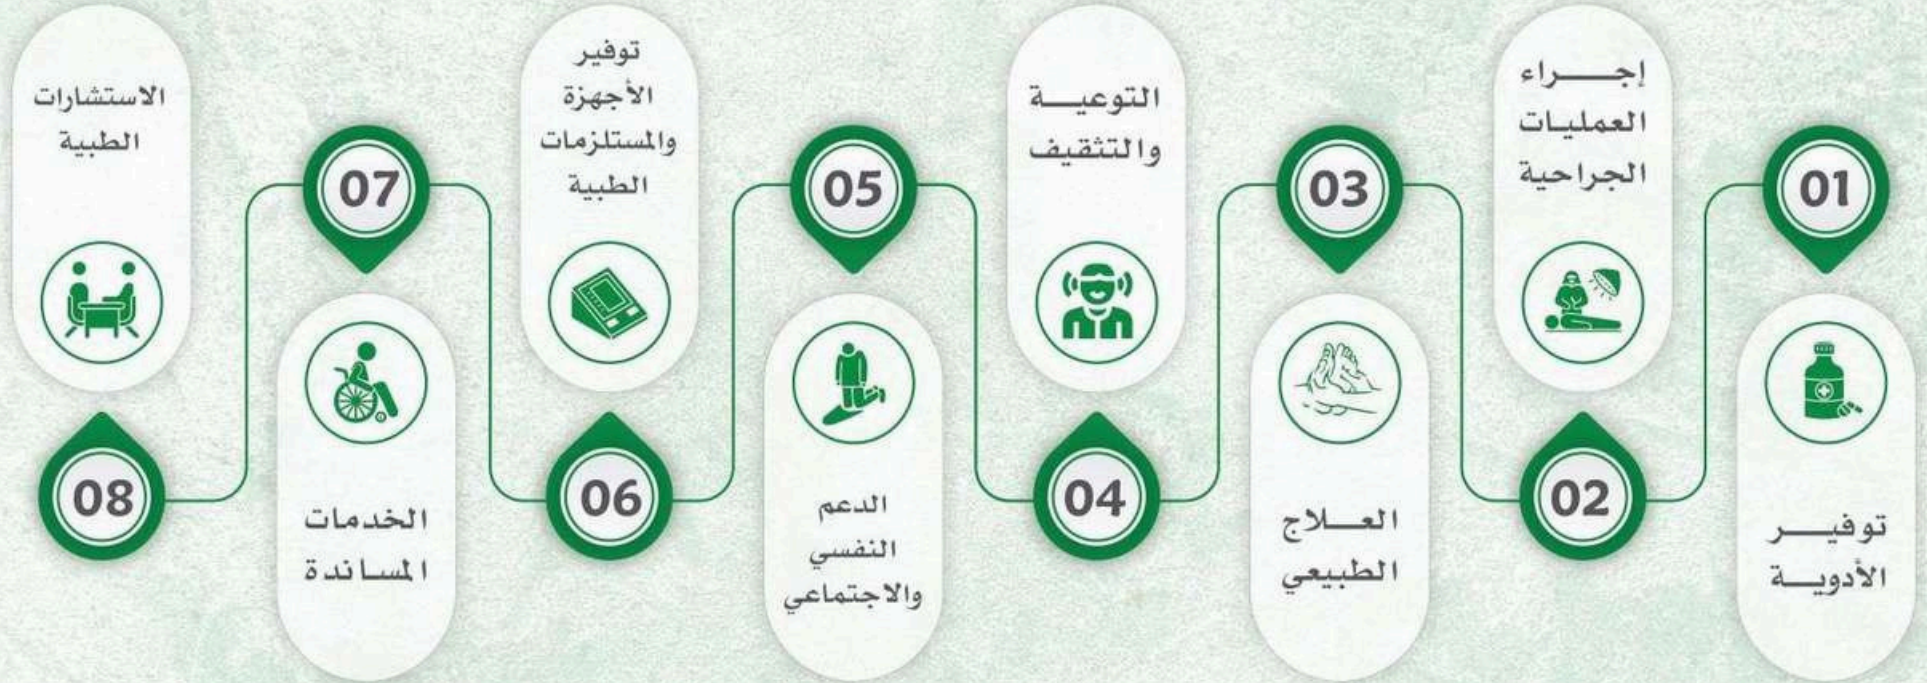 01
توفير
الأدوية
02
إجراء
العمليات
الجراحية
03
العلاج
الطبيعي
04
التوعية
والتثقيف
05
الدعم
النفسي
والاجتماعي
06
توفير
الأجهزة
والمستلزمات
الطبية
07
الخدمات
المساندة
08
الاستشارات
الطبية